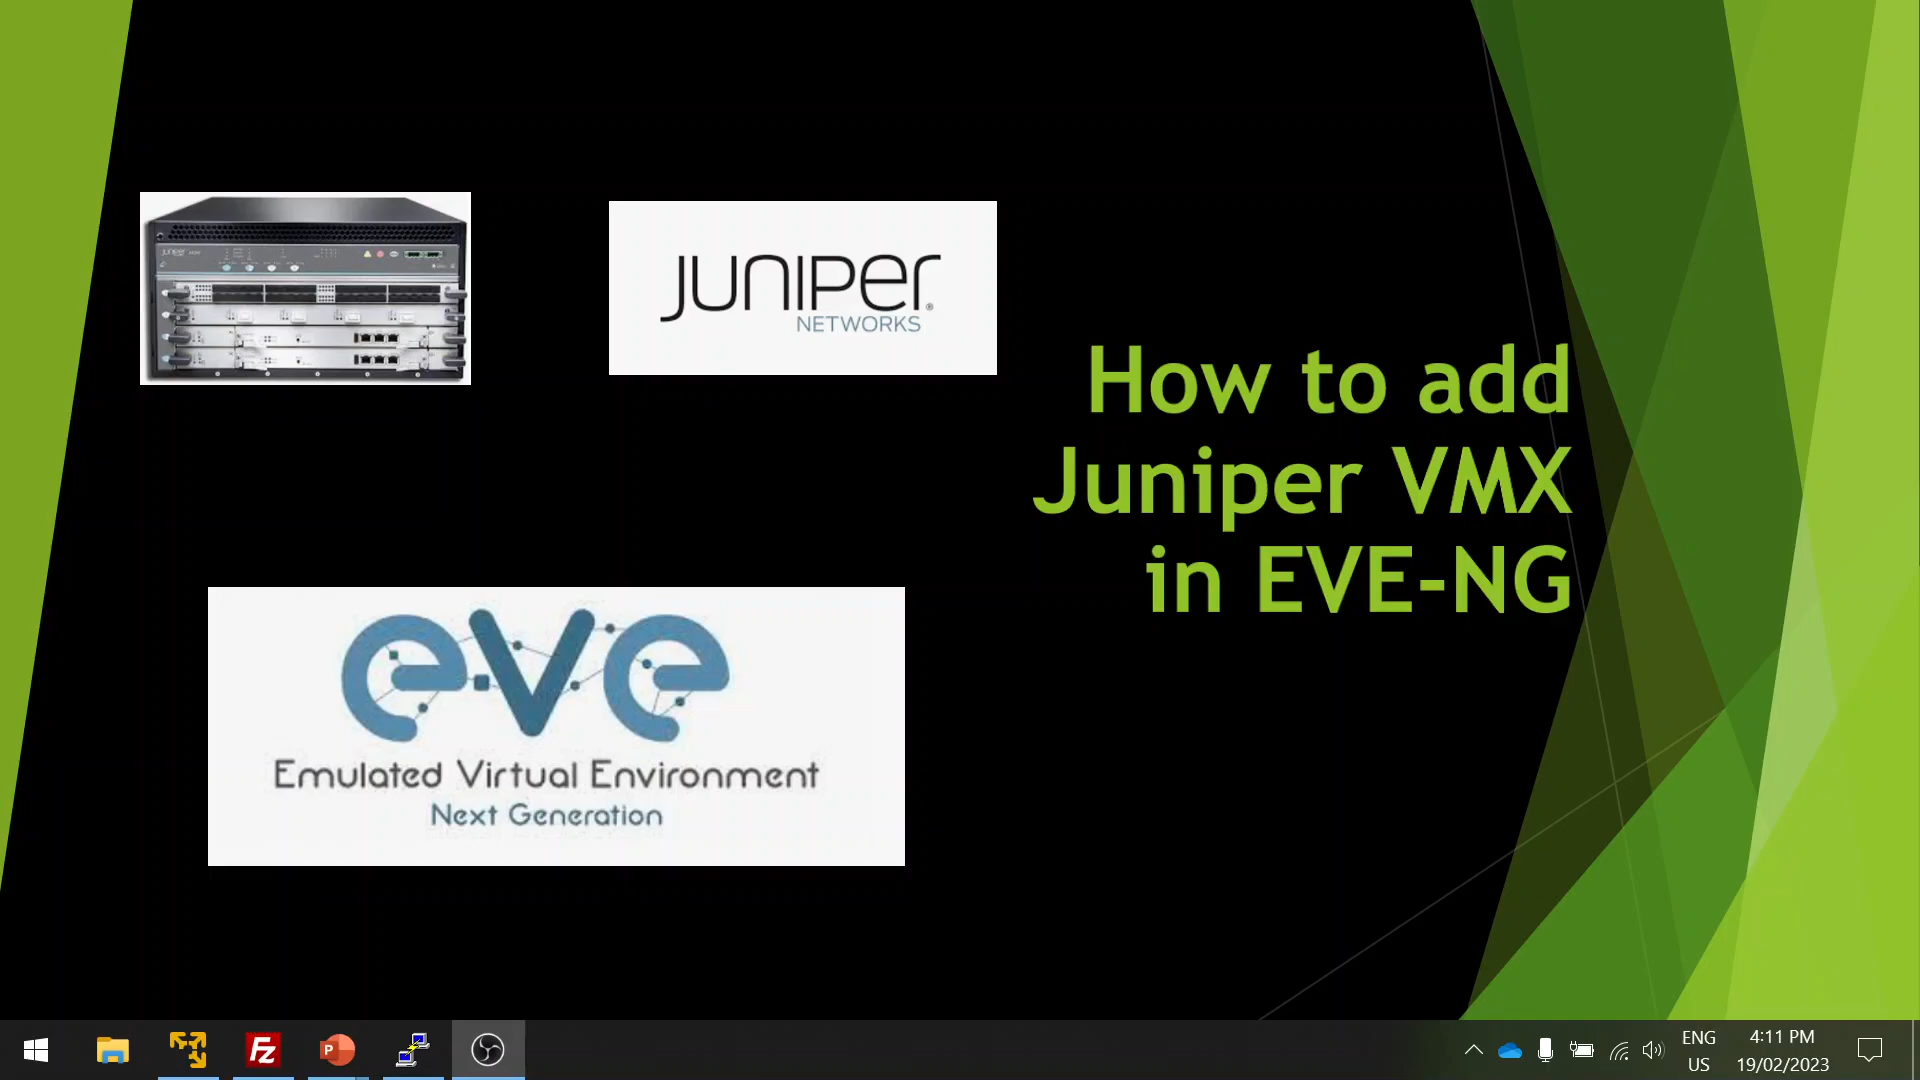 JUNIPER
NETWORKS
How to add
Juniper VMX
in EVE-NG
eve
Emulated Virtual Environment
Next Generation
ENG
US
4:11 PM
19/02/2023